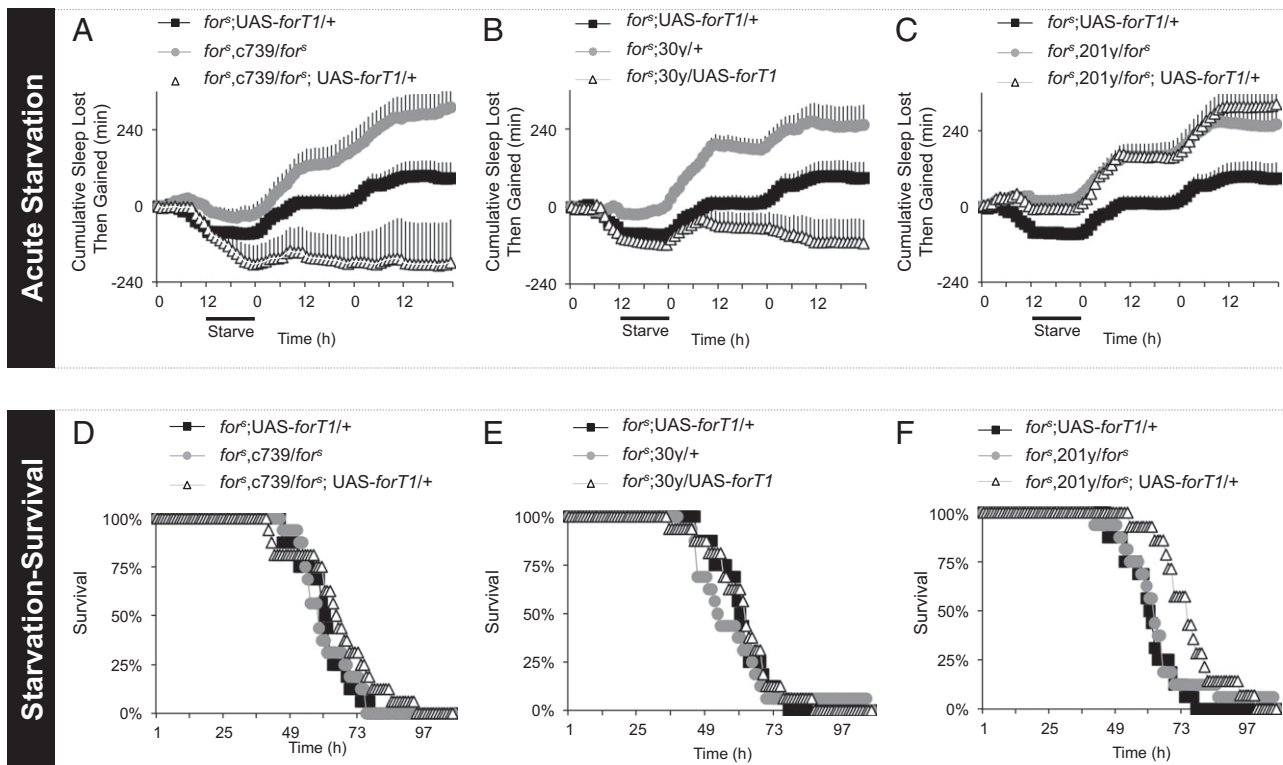 Acute Starvation
A
forˢ;UAS-forT1/+
forˢ,c739/forˢ
forˢ,c739/forˢ; UAS-forT1/+
Cumulative Sleep Lost
Then Gained (min)
240
0
-240
0 12 0 12 0 12
Starve
Time (h)
B
forˢ;UAS-forT1/+
forˢ;30y/+
forˢ;30y/UAS-forT1
Cumulative Sleep Lost
Then Gained (min)
240
0
-240
0 12 0 12 0 12
Starve
Time (h)
C
forˢ;UAS-forT1/+
forˢ,201y/forˢ
forˢ,201y/forˢ; UAS-forT1/+
Cumulative Sleep Lost
Then Gained (min)
240
0
-240
0 12 0 12 0 12
Starve
Time (h)
Starvation-Survival
D
forˢ;UAS-forT1/+
forˢ,c739/forˢ
forˢ,c739/forˢ; UAS-forT1/+
Survival
100%
75%
50%
25%
0%
1 25 49 73 97
Time (h)
E
forˢ;UAS-forT1/+
forˢ;30y/+
forˢ;30y/UAS-forT1
Survival
100%
75%
50%
25%
0%
1 25 49 73 97
Time (h)
F
forˢ;UAS-forT1/+
forˢ,201y/forˢ
forˢ,201y/forˢ; UAS-forT1/+
Survival
100%
75%
50%
25%
0%
1 25 49 73 97
Time (h)